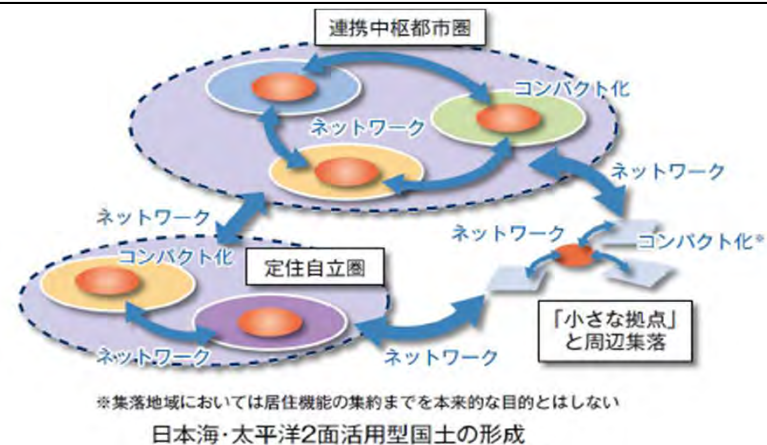 連携中枢都市圏
コンパクト化
ネットワーク
ネットワーク
ネットワーク
ネットワーク
コンパクト化※
コンパクト化
定住自立圏
「小さな拠点」
と周辺集落
ネットワーク
ネットワーク
※集落地域においては居住機能の集約までを本来的な目的とはしない
日本海・太平洋2面活用型国土の形成